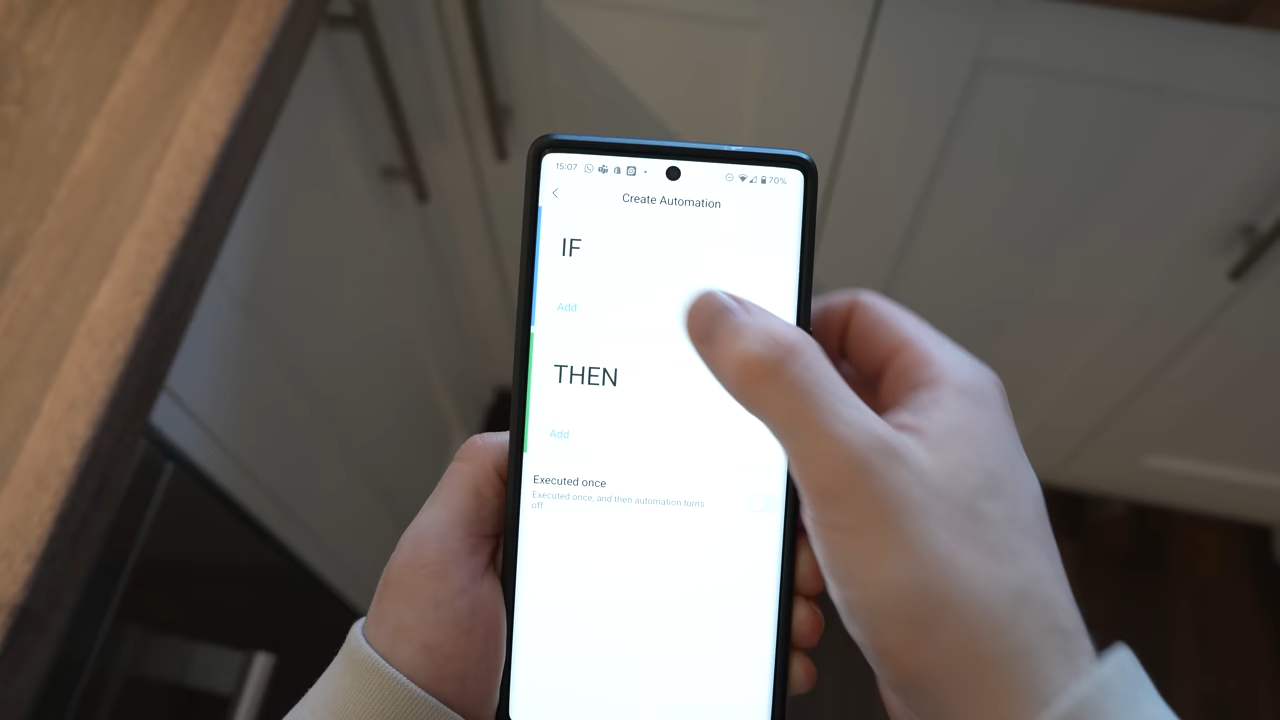 15:07 70%
Create Automation
IF
Add
THEN
Add
Executed once
Executed once, and then automation turns
off